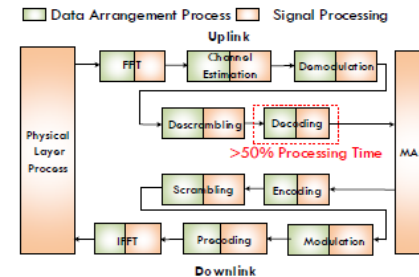 Data Arrangement Process Signal Processing
Uplink
FFT
Channel
Estimation
Demodulation
Descrambling
Decoding
>50% Processing Time
Physical
Layer
Process
MA
Scrambling
Encoding
IFFT
Precoding
Modulation
Downlink